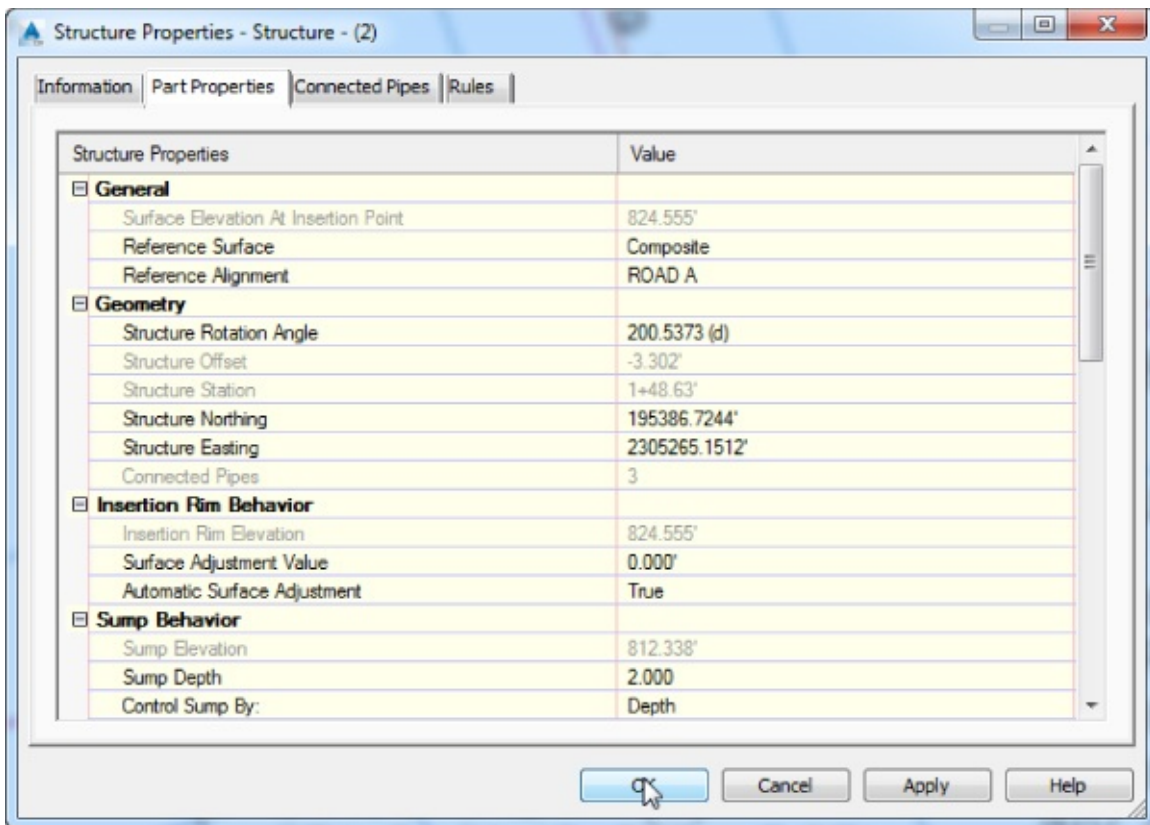 Structure Properties - Structure - (2)
Information Part Properties Connected Pipes Rules
Structure Properties Value
General
Surface Elevation At Insertion Point 824.555'
Reference Surface Composite
Reference Alignment ROAD A
Geometry
Structure Rotation Angle 200.5373 (d)
Structure Offset -3.302'
Structure Station 1+48.63'
Structure Northing 195386.7244'
Structure Easting 2305265.1512'
Connected Pipes 3
Insertion Rim Behavior
Insertion Rim Elevation 824.555'
Surface Adjustment Value 0.000'
Automatic Surface Adjustment True
Sump Behavior
Sump Elevation 812.338'
Sump Depth 2.000
Control Sump By: Depth
OK Cancel Apply Help